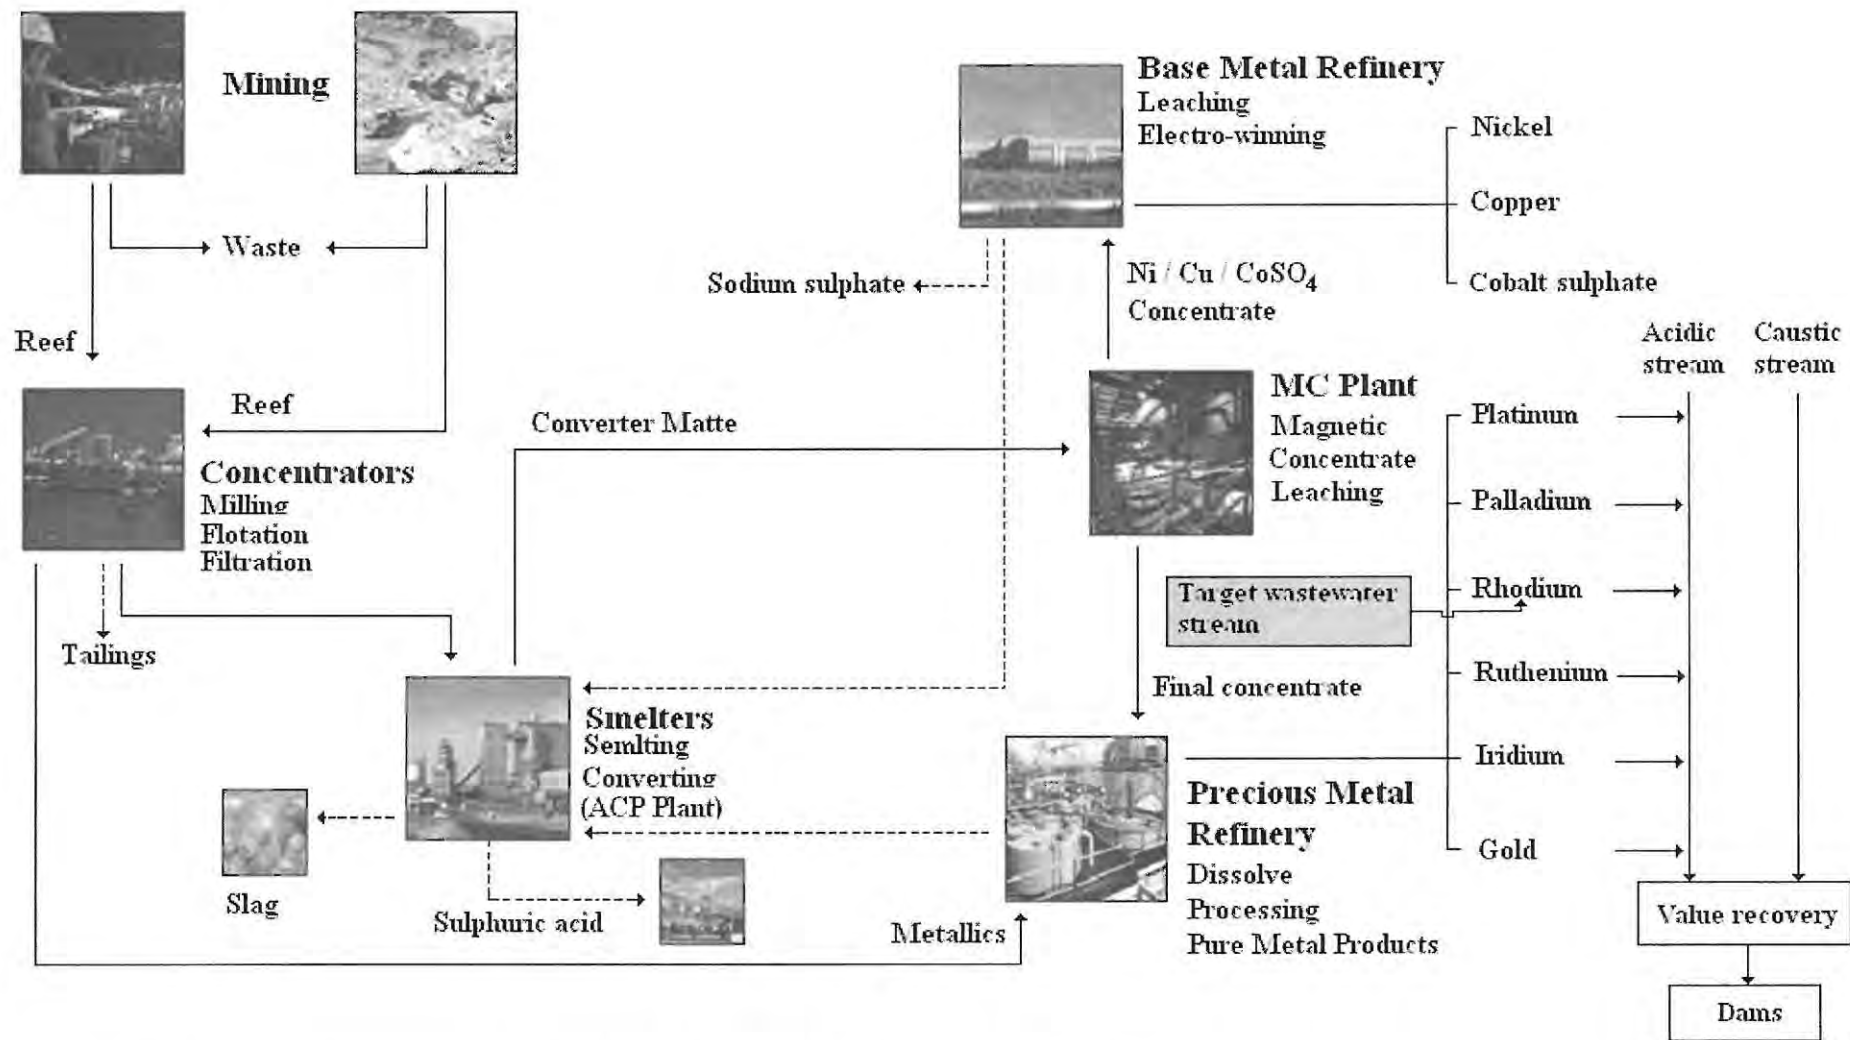 Mining
Waste
Reef
Reef
Concentrators
Milling
Flotation
Filtration
Tailings
Converter Matte
Smelters
Semlting
Converting
(ACP Plant)
Slag
Sulphuric acid
Metallics
Base Metal Refinery
Leaching
Electro-winning
Nickel
Copper
Cobalt sulphate
Sodium sulphate
Ni / Cu / CoSO4
Concentrate
MC Plant
Magnetic
Concentrate
Leaching
Target wastewater
stream
Final concentrate
Precious Metal
Refinery
Dissolve
Processing
Pure Metal Products
Platinum
Palladium
Rhodium
Ruthenium
Iridium
Gold
Acidic
stream
Caustic
stream
Value recovery
Dams